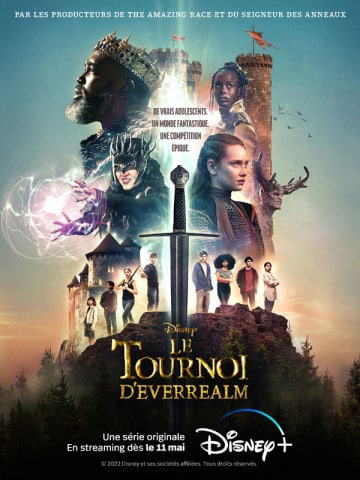 PAR LES PRODUCTEURS DE THE AMAZING RACE ET DU SEIGNEUR DES ANNEAUX
DE VRAIS ADOLESCENTS.
UN MONDE FANTASTIQUE.
UNE COMPÉTITION
ÉPIQUE.
Disney
LE
TOURNOI
D'EVERREALM
Une série originale
En streaming dès le 11 mai
Disney+
© 2022 Disney et ses sociétés affiliées. Tous droits réservés.